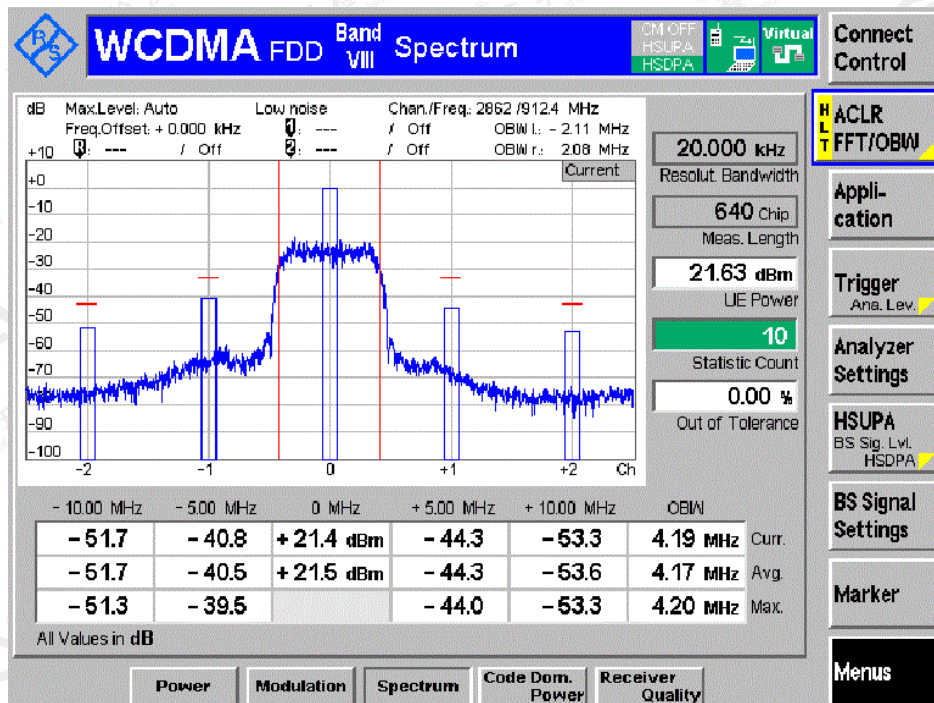 R&S WCDMA FDD Band VIII Spectrum
CM OFF
HSUPA
HSDPA
Virtual
Connect Control
dB Max.Level: Auto Low noise Chan./Freq.: 2862 /912.4 MHz
Freq.Offset: + 0.000 kHz 1: --- / Off OBW l.: - 2.11 MHz
R: --- / Off 2: --- / Off OBW r.: 2.08 MHz
+10
Current
+0
-10
-20
-30
-40
-50
-60
-70
-90
-100
-2 -1 0 +1 +2 Ch
20.000 kHz
Resolut. Bandwidth
640 Chip
Meas. Length
21.63 dBm
UE Power
10
Statistic Count
0.00 %
Out of Tolerance
- 10.00 MHz - 5.00 MHz 0 MHz + 5.00 MHz + 10.00 MHz OBW
- 51.7 - 40.8 + 21.4 dBm - 44.3 - 53.3 4.19 MHz Curr.
- 51.7 - 40.5 + 21.5 dBm - 44.3 - 53.6 4.17 MHz Avg.
- 51.3 - 39.5 - 44.0 - 53.3 4.20 MHz Max.
All Values in dB
HLT
ACLR
FFT/OBW
Appli-
cation
Trigger
Ana. Lev.
Analyzer
Settings
HSUPA
BS Sig. Lvl.
HSDPA
BS Signal
Settings
Marker
Menus
Power
Modulation
Spectrum
Code Dom. Power
Receiver Quality